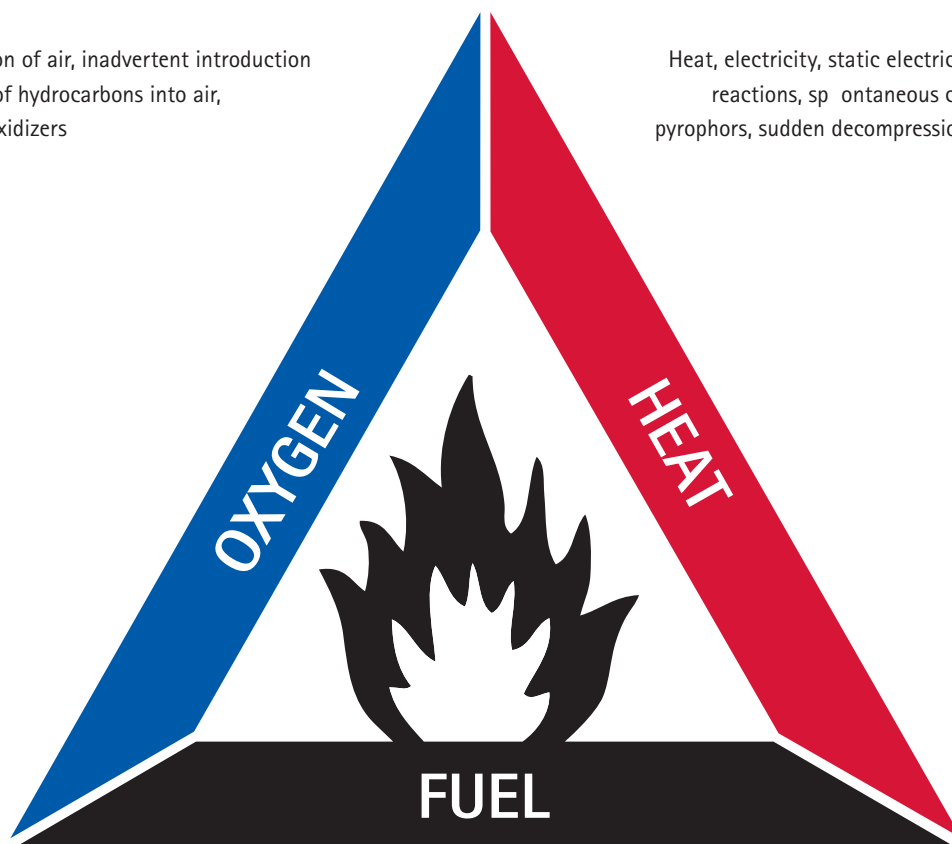 on of air, inadvertent introduction
of hydrocarbons into air,
xidizers
Heat, electricity, static electric
reactions, sp ontaneous c
pyrophors, sudden decompressio
OXYGEN
HEAT
FUEL